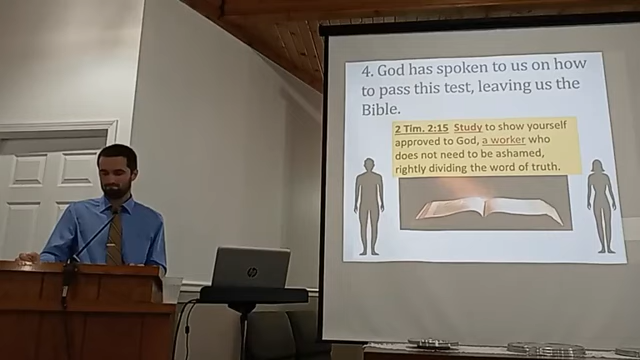 4. God has spoken to us on how
to pass this test, leaving us the
Bible.
2 Tim. 2:15 Study to show yourself
approved to God, a worker who
does not need to be ashamed,
rightly dividing the word of truth.
hp